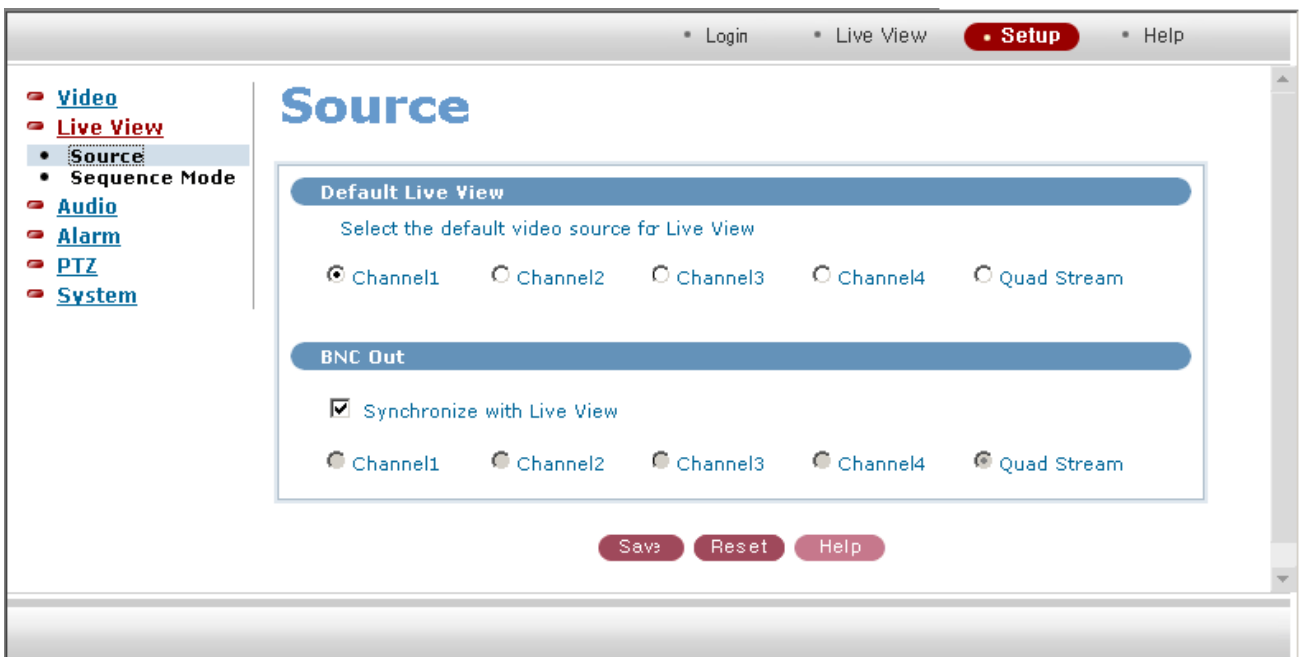 Login Live View Setup Help
Video
Live View
Source
Sequence Mode
Audio
Alarm
PTZ
System
Source
Default Live View
Select the default video source for Live View
Channel1 Channel2 Channel3 Channel4 Quad Stream
BNC Out
Synchronize with Live View
Channel1 Channel2 Channel3 Channel4 Quad Stream
Save Reset Help